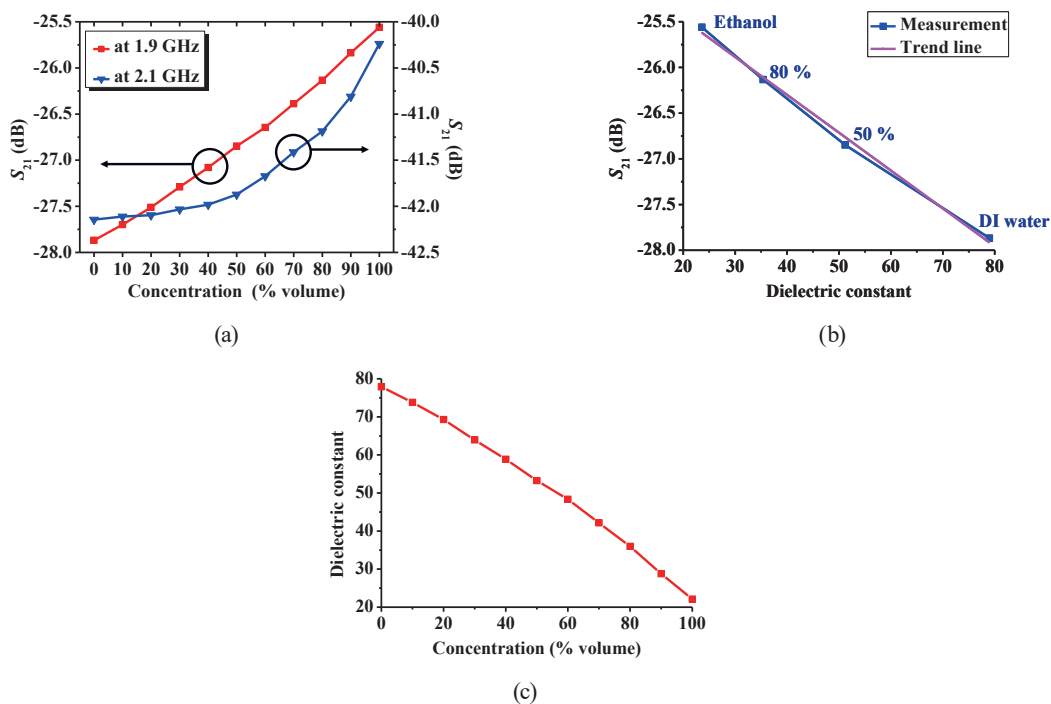 -25.5
-26.0
-26.5
-27.0
-27.5
-28.0
S21 (dB)
at 1.9 GHz
at 2.1 GHz
-40.0
-40.5
-41.0
-41.5
-42.0
-42.5
S21 (dB)
0 10 20 30 40 50 60 70 80 90 100
Concentration (% volume)
(a)
-25.5
-26.0
-26.5
-27.0
-27.5
-28.0
S21 (dB)
Ethanol
80 %
50 %
DI water
Measurement
Trend line
20 30 40 50 60 70 80
Dielectric constant
(b)
80
70
60
50
40
30
20
Dielectric constant
0 20 40 60 80 100
Concentration (% volume)
(c)